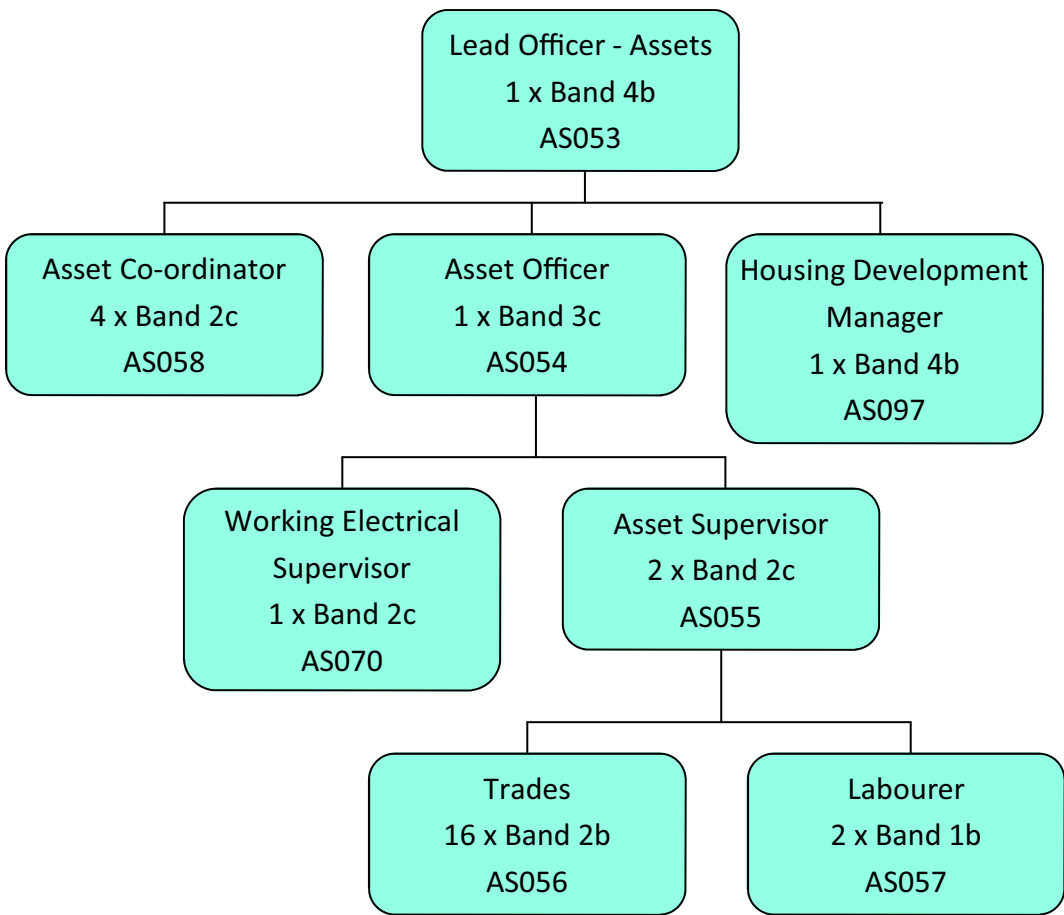 Lead Officer - Assets
1 x Band 4b
AS053
Asset Co-ordinator
4 x Band 2c
AS058
Asset Officer
1 x Band 3c
AS054
Housing Development
Manager
1 x Band 4b
AS097
Working Electrical
Supervisor
1 x Band 2c
AS070
Asset Supervisor
2 x Band 2c
AS055
Trades
16 x Band 2b
AS056
Labourer
2 x Band 1b
AS057